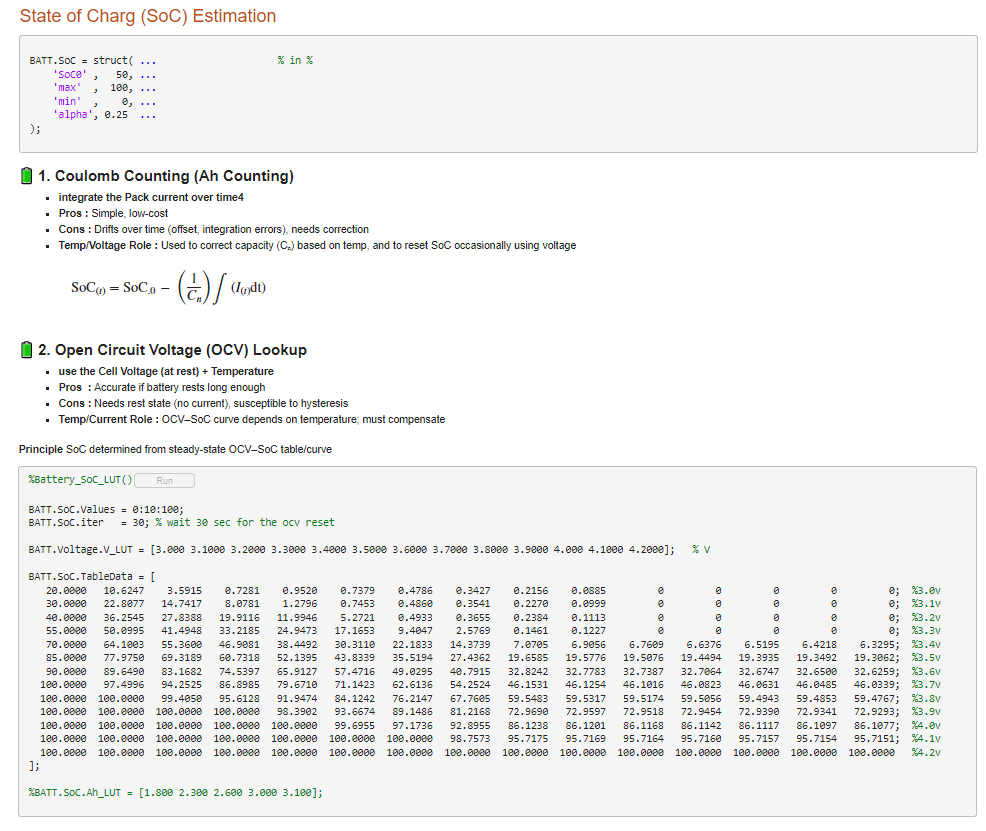 State of Charg (SoC) Estimation
BATT.SoC = struct( ... % in %
'SoC0' , 50, ...
'max' , 100, ...
'min' , 0, ...
'alpha', 0.25 ...
);
1. Coulomb Counting (Ah Counting)
integrate the Pack current over time4
Pros : Simple, low-cost
Cons : Drifts over time (offset, integration errors), needs correction
Temp/Voltage Role : Used to correct capacity (Cₙ) based on temp, and to reset SoC occasionally using voltage
SoC(t) = SoC.0 − (1/Cn) ∫ (I(t)dt)
2. Open Circuit Voltage (OCV) Lookup
use the Cell Voltage (at rest) + Temperature
Pros : Accurate if battery rests long enough
Cons : Needs rest state (no current), susceptible to hysteresis
Temp/Current Role : OCV–SoC curve depends on temperature; must compensate
Principle SoC determined from steady-state OCV–SoC table/curve
%Battery_SoC_LUT() Run
BATT.SoC.Values = 0:10:100;
BATT.SoC.iter = 30; % wait 30 sec for the ocv reset
BATT.Voltage.V_LUT = [3.000 3.1000 3.2000 3.3000 3.4000 3.5000 3.6000 3.7000 3.8000 3.9000 4.000 4.1000 4.2000]; % V
BATT.SoC.TableData = [
20.0000 10.6247 3.5915 0.7281 0.9520 0.7379 0.4786 0.3427 0.2156 0.0885 0 0 0 0 0; %3.0v
30.0000 22.8077 14.7417 8.0781 1.2796 0.7453 0.4860 0.3541 0.2270 0.0999 0 0 0 0 0; %3.1v
40.0000 36.2545 27.8388 19.9116 11.9946 5.2721 0.4933 0.3655 0.2384 0.1113 0 0 0 0 0; %3.2v
55.0000 50.0995 41.4948 33.2185 24.9473 17.1653 9.4047 2.5769 0.1461 0.1227 0 0 0 0 0; %3.3v
70.0000 64.1003 55.3600 46.9081 38.4492 30.3110 22.1833 14.3739 7.0705 6.9056 6.7609 6.6376 6.5195 6.4218 6.3295; %3.4v
85.0000 77.9750 69.3189 60.7318 52.1395 43.8339 35.5194 27.4362 19.6585 19.5776 19.5076 19.4494 19.3935 19.3492 19.3062; %3.5v
90.0000 89.6490 83.1682 74.5397 65.9127 57.4716 49.0295 40.7915 32.8242 32.7783 32.7387 32.7064 32.6747 32.6500 32.6259; %3.6v
100.0000 97.4996 94.2525 86.8985 79.6710 71.1423 62.6136 54.2524 46.1531 46.1254 46.1016 46.0823 46.0631 46.0485 46.0339; %3.7v
100.0000 100.0000 99.4050 95.6128 91.9474 84.1242 76.2147 67.7605 59.5483 59.5317 59.5174 59.5056 59.4943 59.4853 59.4767; %3.8v
100.0000 100.0000 100.0000 100.0000 98.3902 93.6674 89.1486 81.2168 72.9690 72.9597 72.9518 72.9454 72.9390 72.9341 72.9293; %3.9v
100.0000 100.0000 100.0000 100.0000 100.0000 99.6955 97.1736 92.8955 86.1238 86.1201 86.1168 86.1142 86.1117 86.1097 86.1077; %4.0v
100.0000 100.0000 100.0000 100.0000 100.0000 100.0000 100.0000 98.7573 95.7175 95.7169 95.7164 95.7160 95.7157 95.7154 95.7151; %4.1v
100.0000 100.0000 100.0000 100.0000 100.0000 100.0000 100.0000 100.0000 100.0000 100.0000 100.0000 100.0000 100.0000 100.0000 100.0000 %4.2v
];
%BATT.SoC.Ah_LUT = [1.800 2.300 2.600 3.000 3.100];